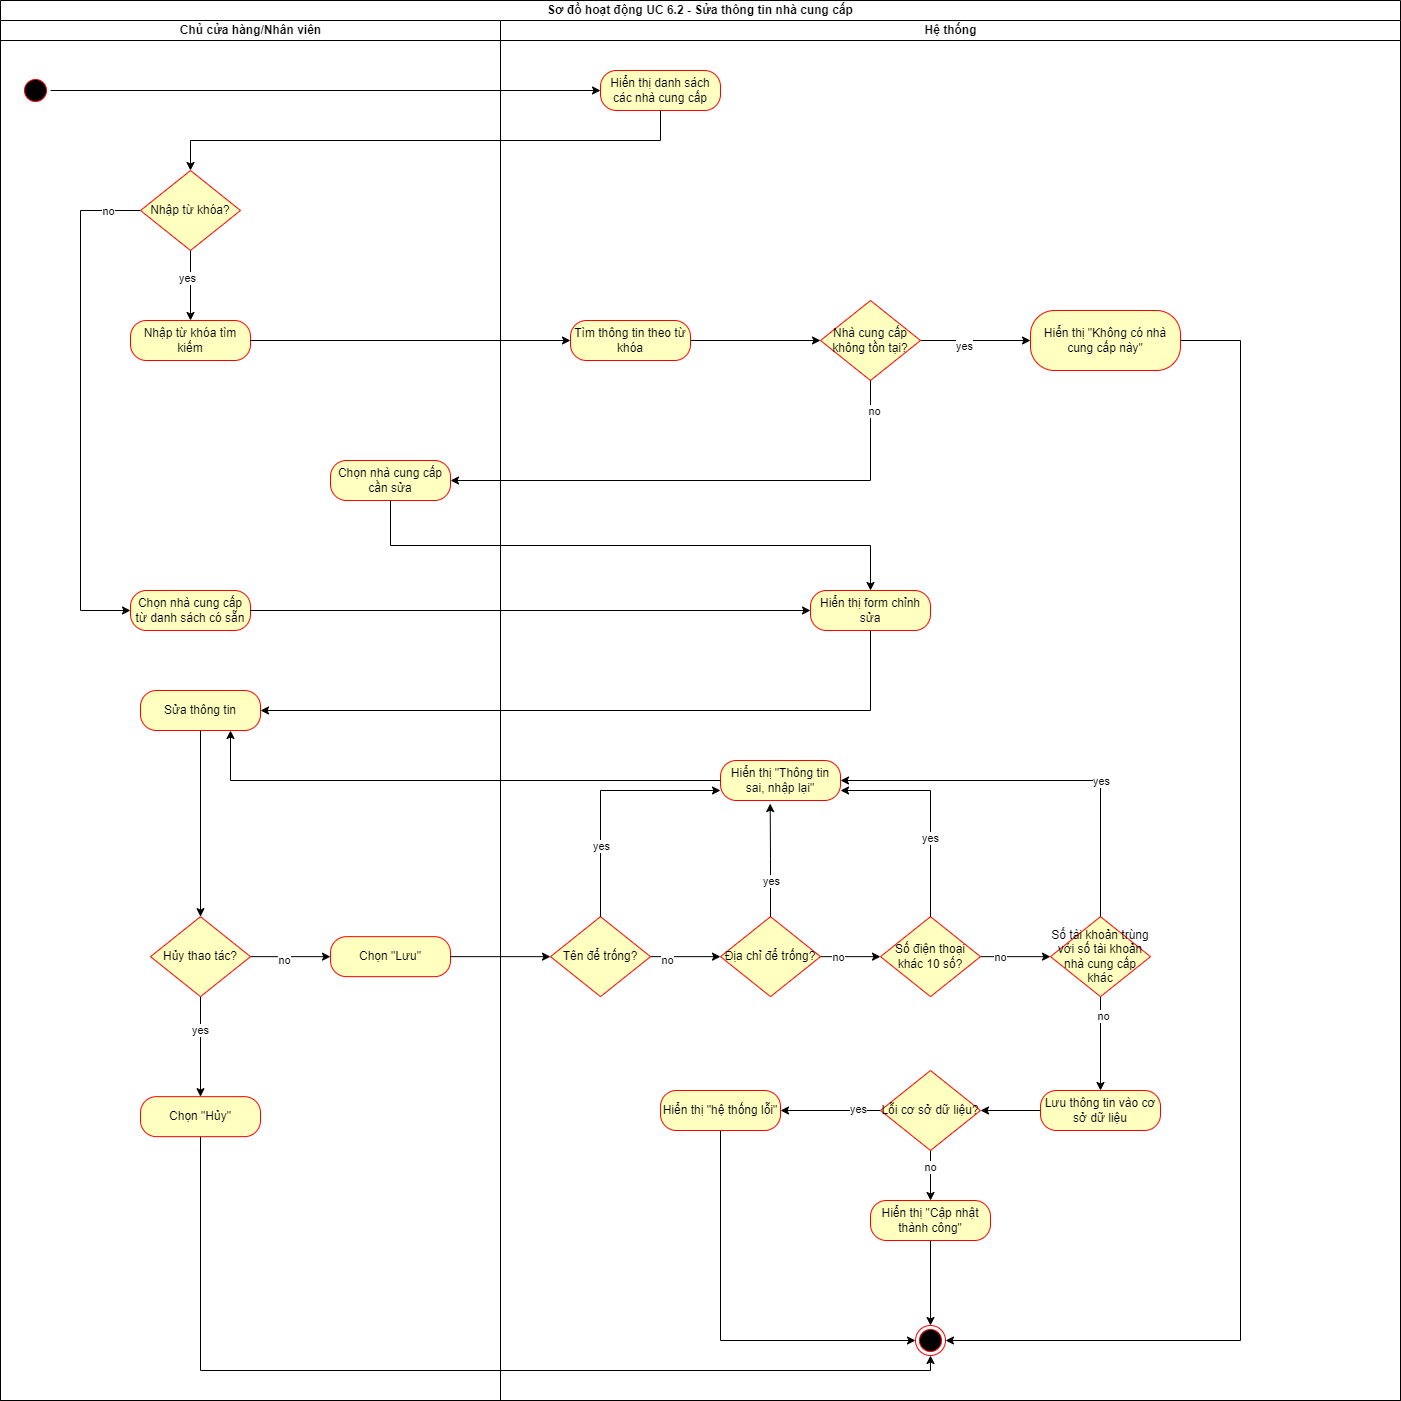 Sơ đồ hoạt động UC 6.2 - Sửa thông tin nhà cung cấp
Chủ cửa hàng/Nhân viên
Hệ thống
Hiển thị danh sách
các nhà cung cấp
Nhập từ khóa?
no
yes
Nhập từ khóa tìm
kiếm
Tìm thông tin theo từ
khóa
Nhà cung cấp
không tồn tại?
yes
Hiển thị "Không có nhà
cung cấp này"
no
Chọn nhà cung cấp
cần sửa
Chọn nhà cung cấp
từ danh sách có sẵn
Hiển thị form chỉnh
sửa
Sửa thông tin
Hiển thị "Thông tin
sai, nhập lại"
yes
yes
yes
yes
Hủy thao tác?
no
Chọn "Lưu"
Tên để trống?
no
Địa chỉ để trống?
no
Số điện thoại
khác 10 số?
no
Số tài khoản trùng
với số tài khoản
nhà cung cấp
khác
yes
no
Chọn "Hủy"
Hiển thị "hệ thống lỗi"
yes
Lỗi cơ sở dữ liệu?
Lưu thông tin vào cơ
sở dữ liệu
no
Hiển thị "Cập nhật
thành công"